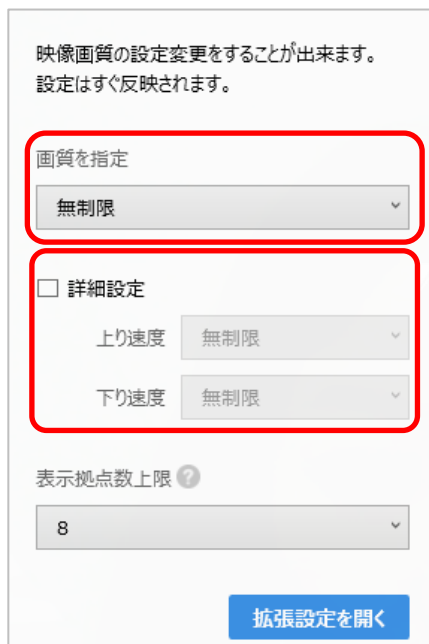 映像画質の設定変更をすることが出来ます。
設定はすぐ反映されます。
画質を指定
無制限
詳細設定
上り速度 無制限
下り速度 無制限
表示拠点数上限 ?
8
拡張設定を開く